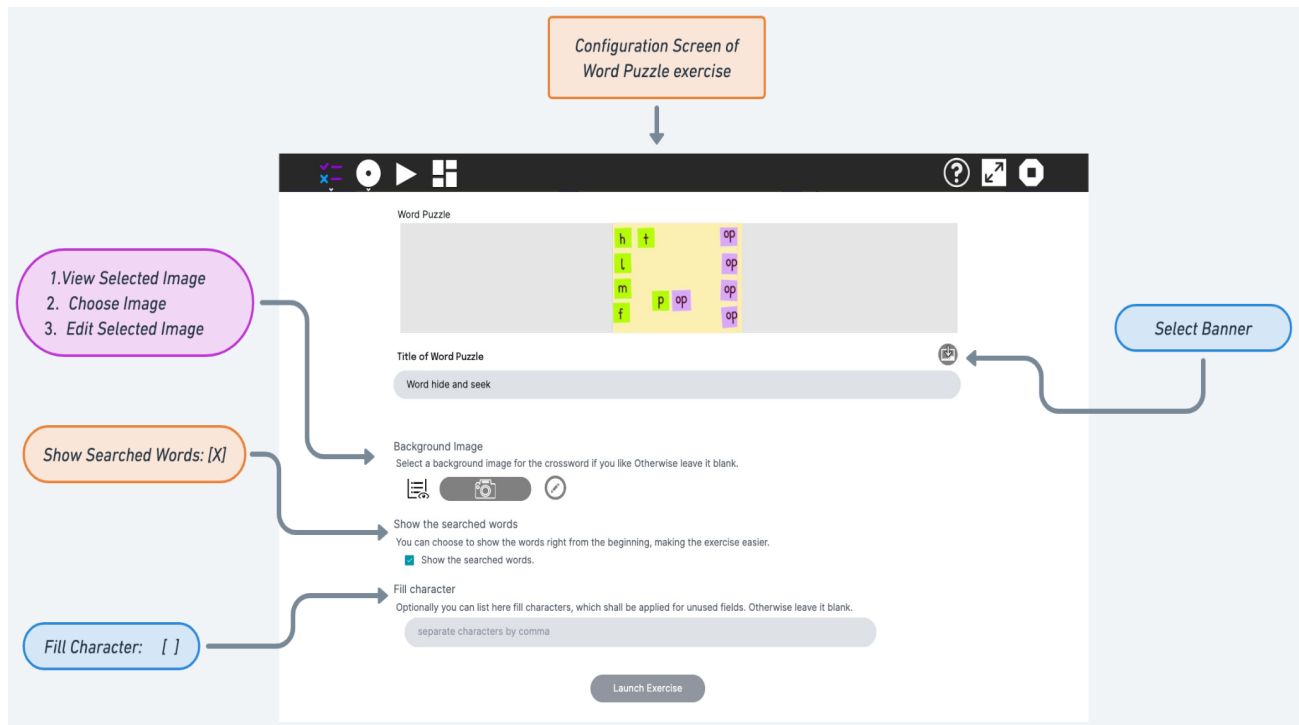 Configuration Screen of
Word Puzzle exercise
Word Puzzle
h t op
l op
m op
p op
f op
1.View Selected Image
2. Choose Image
3. Edit Selected Image
Select Banner
Title of Word Puzzle
Word hide and seek
Show Searched Words: [X]
Background Image
Select a background image for the crossword if you like Otherwise leave it blank.
Show the searched words
You can choose to show the words right from the beginning, making the exercise easier.
Show the searched words.
Fill character
Optionally you can list here fill characters, which shall be applied for unused fields. Otherwise leave it blank.
separate characters by comma
Fill Character: [ ]
Launch Exercise